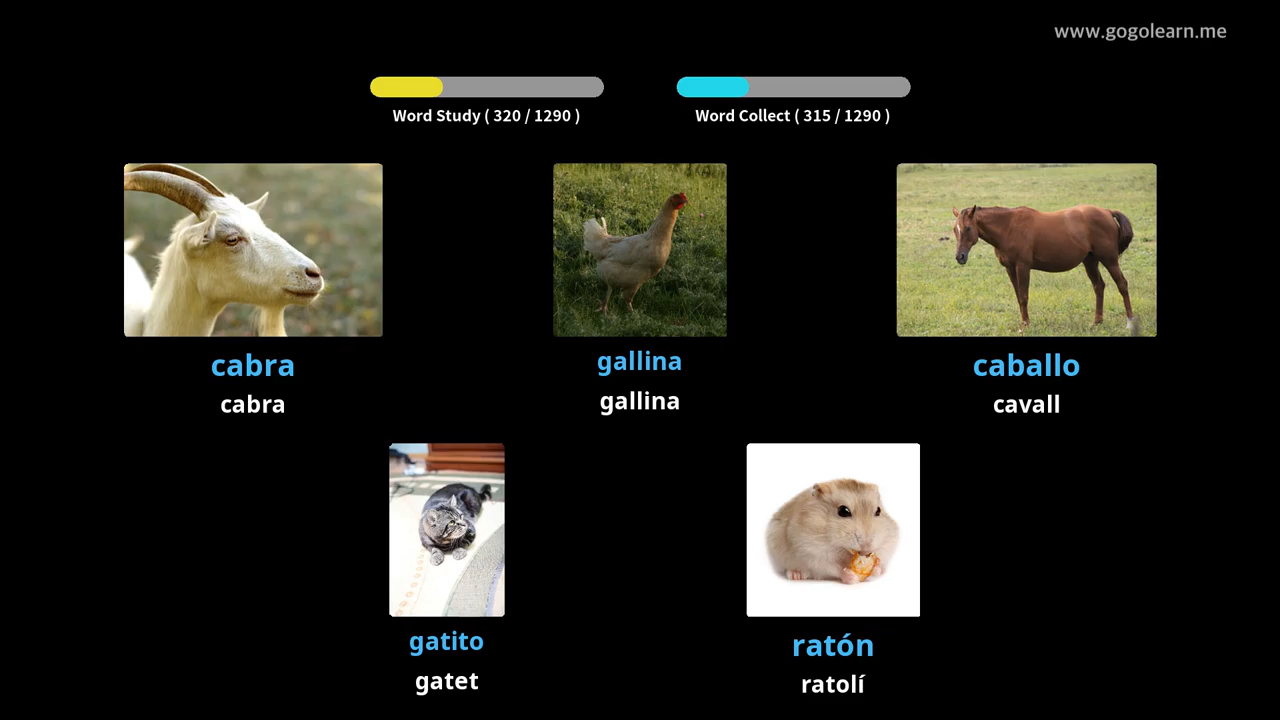 www.gogolearn.me
Word Study ( 320 / 1290 )
Word Collect ( 315 / 1290 )
cabra
cabra
gallina
gallina
caballo
cavall
gatito
gatet
ratón
ratolí